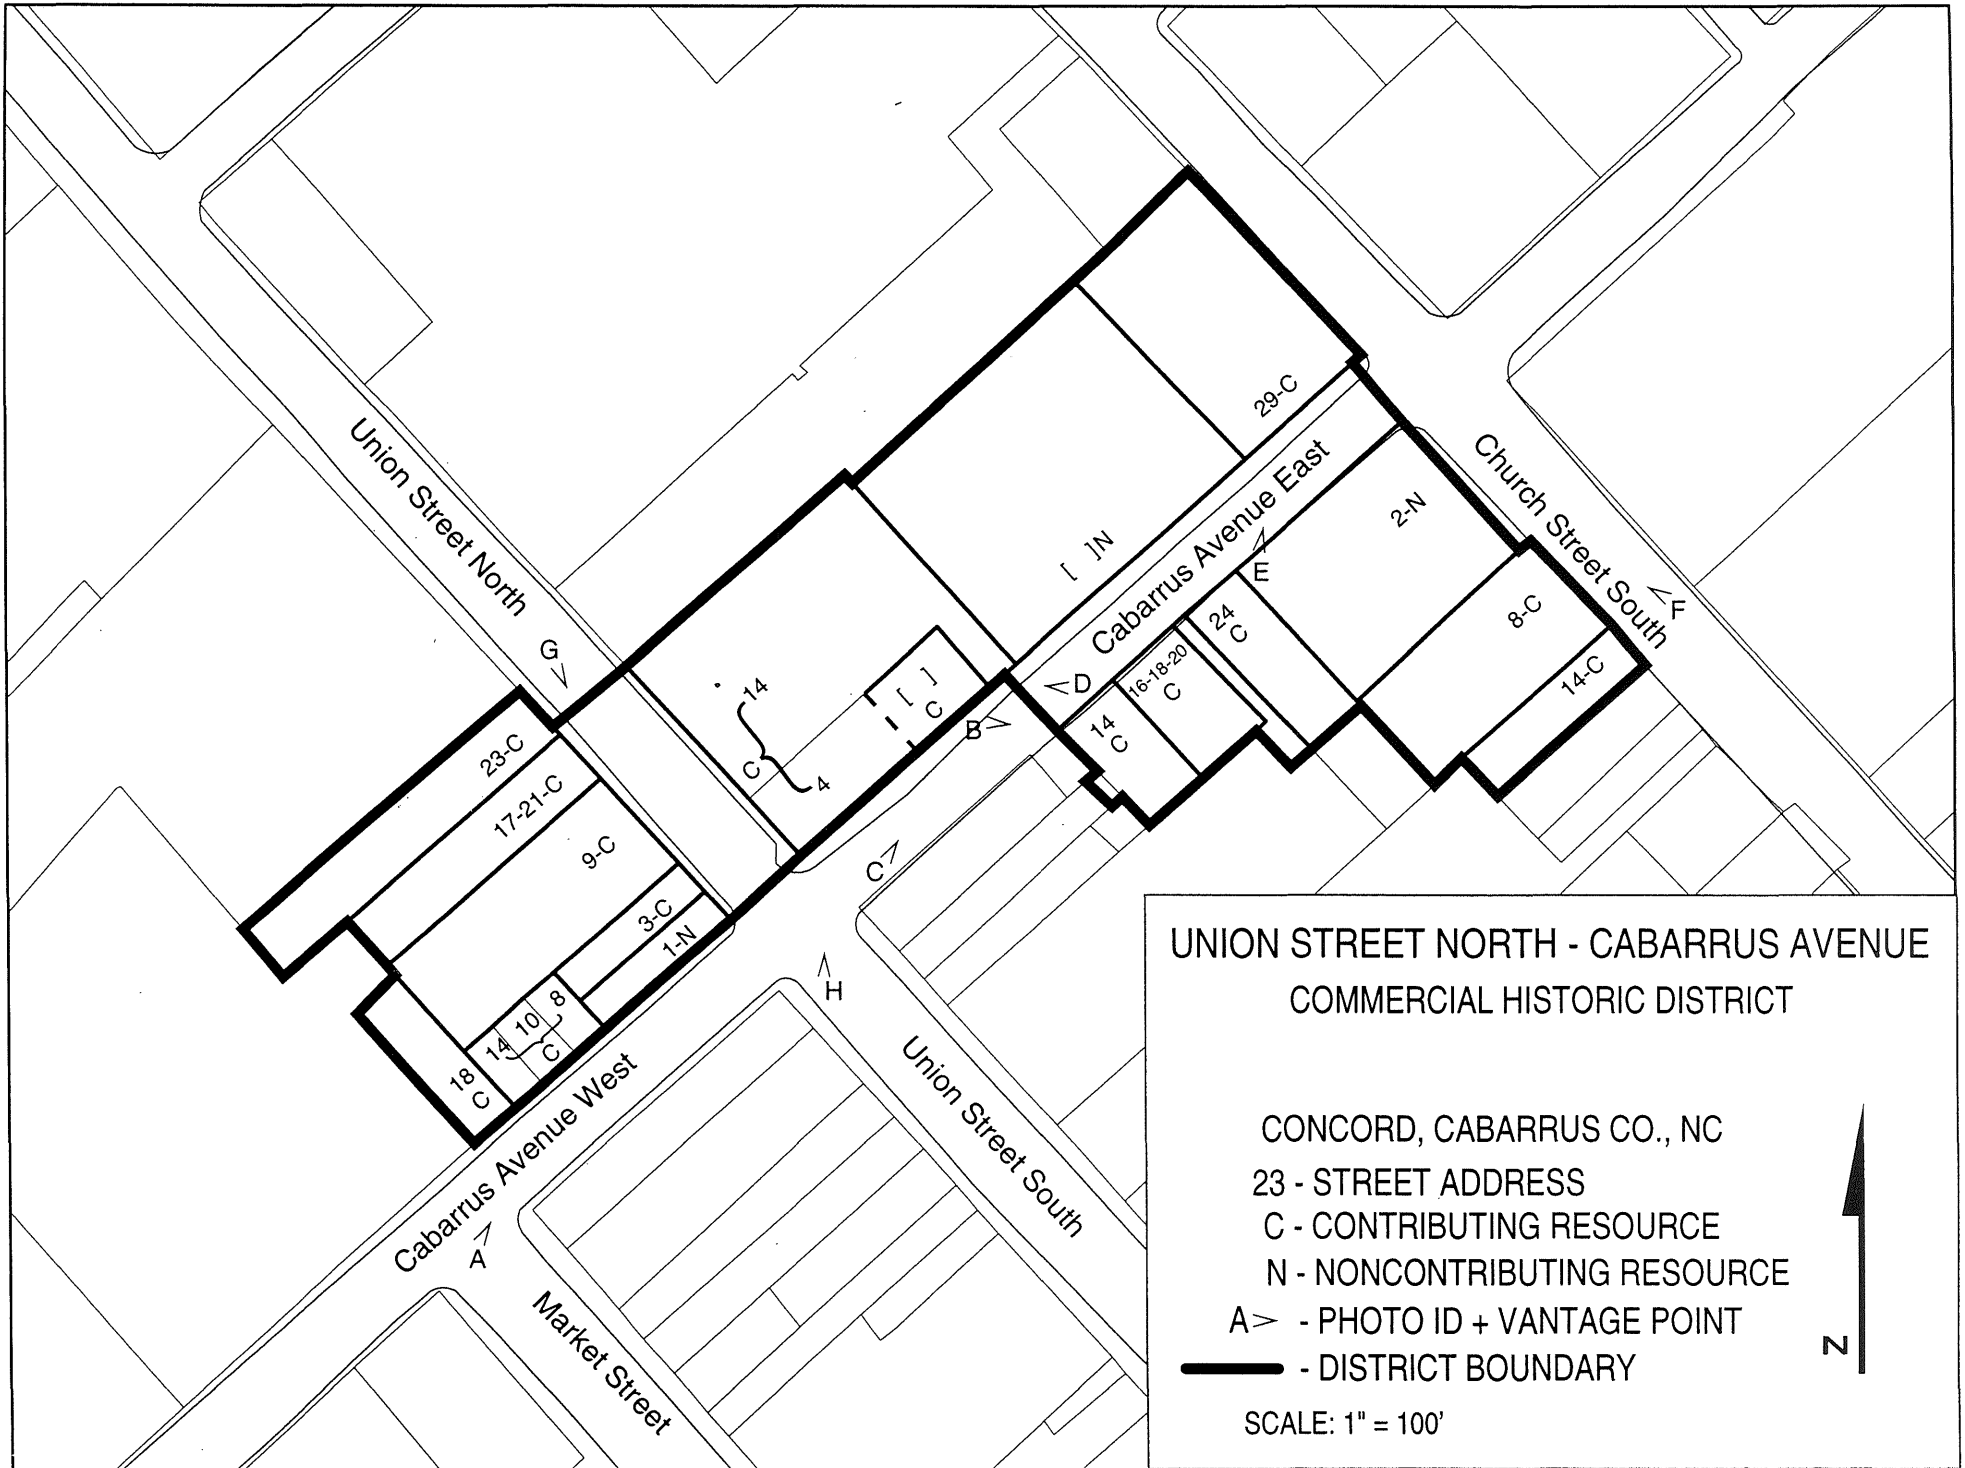 Union Street North
Church Street South
Cabarrus Avenue East
29-C
2-N
[ ]N
E
24
C
8-C
F
14-C
16-18-20
C
D
14
C
B
G
[ ]
C
14
C
4
23-C
17-21-C
9-C
3-C
1-N
8
10
14
C
18
C
C
H
Cabarrus Avenue West
A
Union Street South
Market Street
UNION STREET NORTH - CABARRUS AVENUE
COMMERCIAL HISTORIC DISTRICT
CONCORD, CABARRUS CO., NC
23 - STREET ADDRESS
C - CONTRIBUTING RESOURCE
N - NONCONTRIBUTING RESOURCE
A> - PHOTO ID + VANTAGE POINT
- DISTRICT BOUNDARY
SCALE: 1" = 100'
N